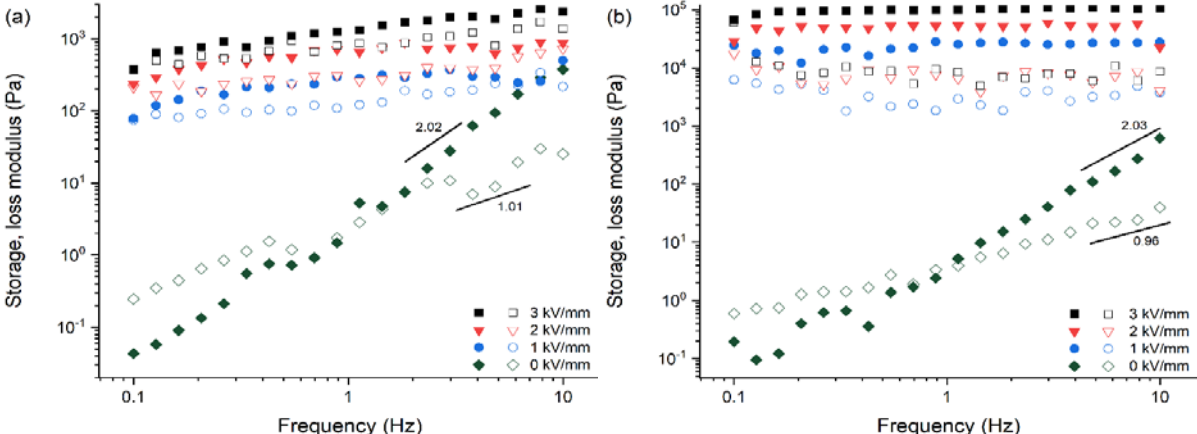 (a)
Storage, loss modulus (Pa)
10³
10²
10¹
10⁰
10⁻¹
2.02
1.01
3 kV/mm
2 kV/mm
1 kV/mm
0 kV/mm
0.1
1
10
Frequency (Hz)
(b)
Storage, loss modulus (Pa)
10⁵
10⁴
10³
10²
10¹
10⁰
10⁻¹
2.03
0.96
3 kV/mm
2 kV/mm
1 kV/mm
0 kV/mm
0.1
1
10
Frequency (Hz)